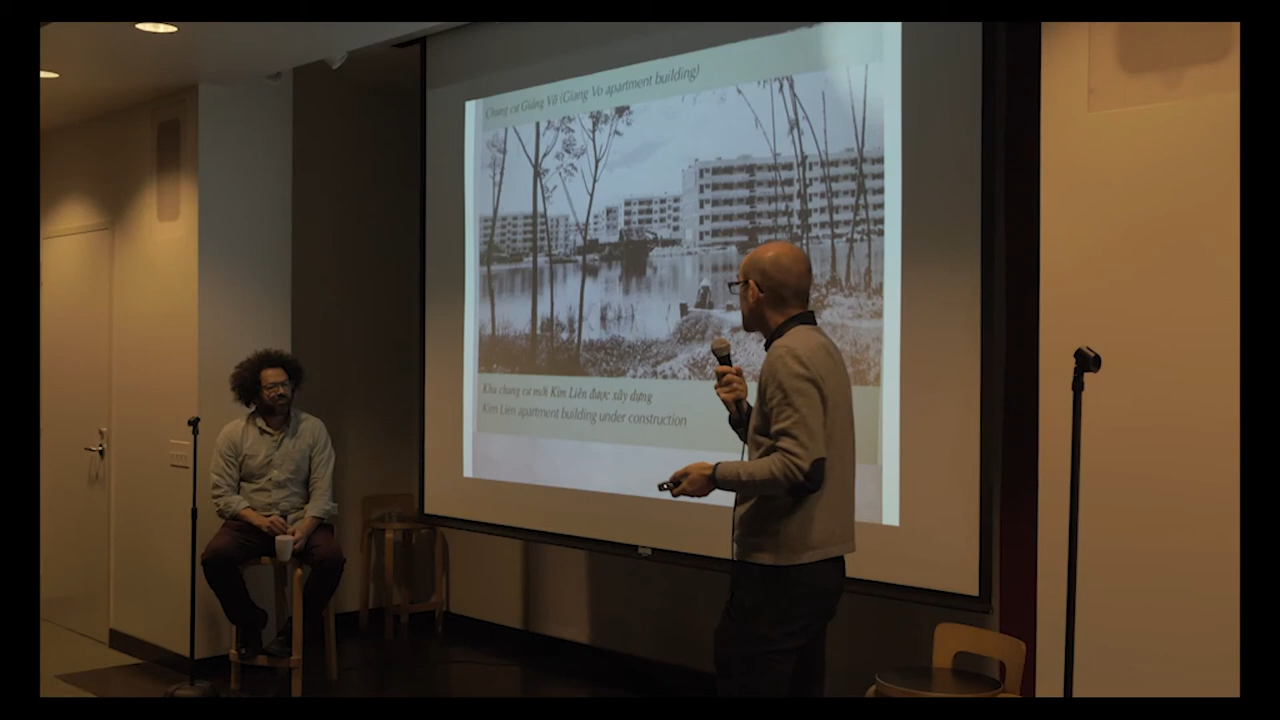 Chung cư Giảng Võ (Giang Vo apartment building)
Khu chung cư mới Kim Liên được xây dựng
Kim Lien apartment building under construction